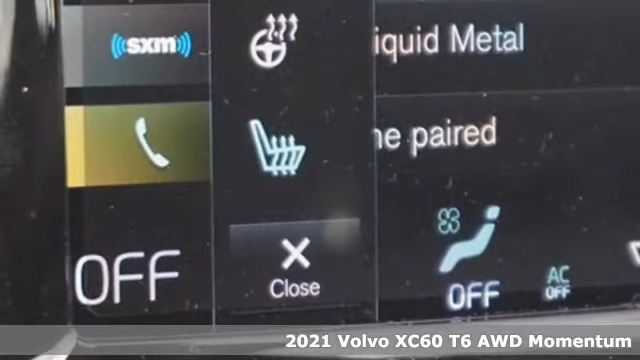 sxm
iquid Metal
ne paired
OFF
Close
OFF
AC
OFF
2021 Volvo XC60 T6 AWD Momentum